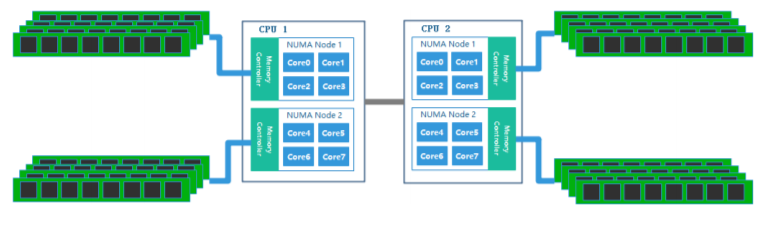 CPU 1
NUMA Node 1
Memory Controller
Core0 Core1
Core2 Core3
NUMA Node 2
Memory Controller
Core4 Core5
Core6 Core7
CPU 2
NUMA Node 1
Core0 Core1
Core2 Core3
Memory Controller
NUMA Node 2
Core4 Core5
Core6 Core7
Memory Controller